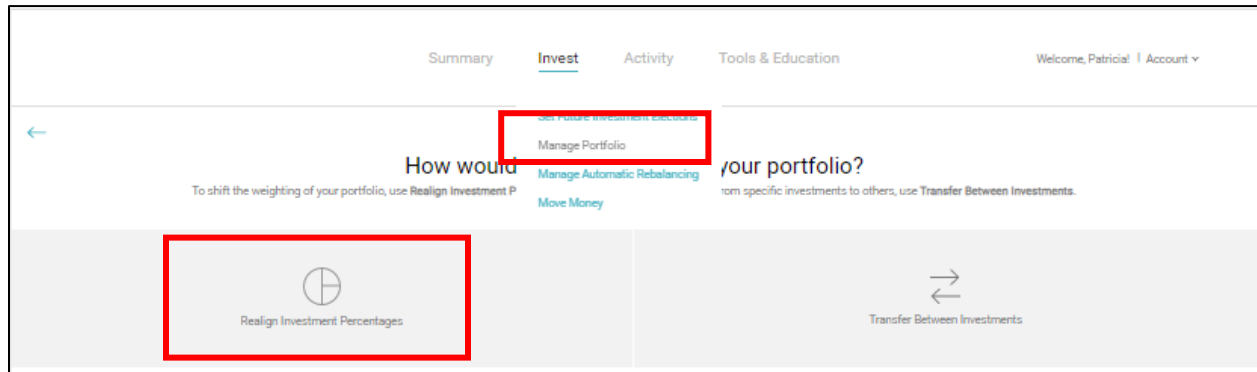 Summary Invest Activity Tools & Education Welcome, Patricia! | Account
Set Future Investment Elections
Manage Portfolio
How would your portfolio?
Manage Automatic Rebalancing
To shift the weighting of your portfolio, use Realign Investment P rom specific investments to others, use Transfer Between Investments.
Move Money
Realign Investment Percentages Transfer Between Investments